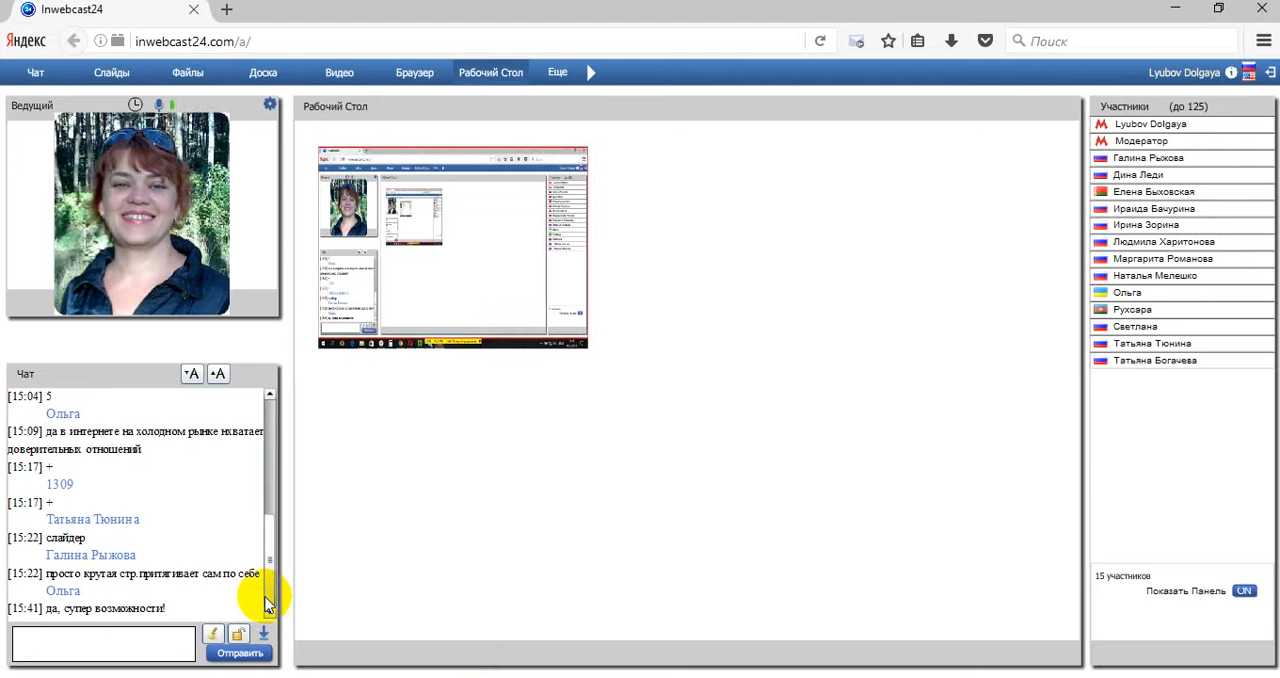 Inwebcast24
Яндекс
inwebcast24.com/a/
Поиск
Чат
Слайды
Файлы
Доска
Видео
Браузер
Рабочий Стол
Еще
Lyubov Dolgaya
Ведущий
Рабочий Стол
Участники (до 125)
Lyubov Dolgaya
Модератор
Галина Рыхова
Дина Леди
Елена Быховская
Ираида Бачурина
Ирина Зорина
Людмила Харитонова
Маргарита Романова
Наталья Мелешко
Ольга
Рухсара
Светлана
Татьяна Тюнина
Татьяна Богачева
Чат
▼A
▲A
[15:04] 5
Ольга
[15:09] да в интернете на холодном рынке нхватает
доверительных отношений
[15:17] +
1309
[15:17] +
Татьяна Тюнина
[15:22] слайдер
Галина Рыжова
[15:22] просто крутая стр.притягивает сам по себе
Ольга
[15:41] да, супер возможности!
Отправить
15 участников
Показать Панель ON